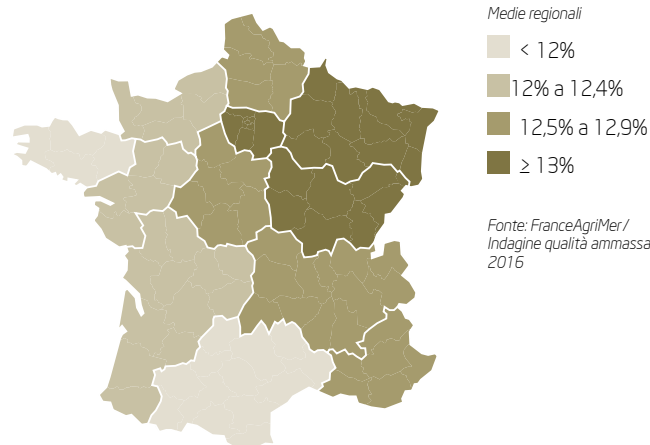 Medie regionali
< 12%
12% a 12,4%
12,5% a 12,9%
≥ 13%
Fonte: FranceAgriMer/
Indagine qualità ammassa
2016